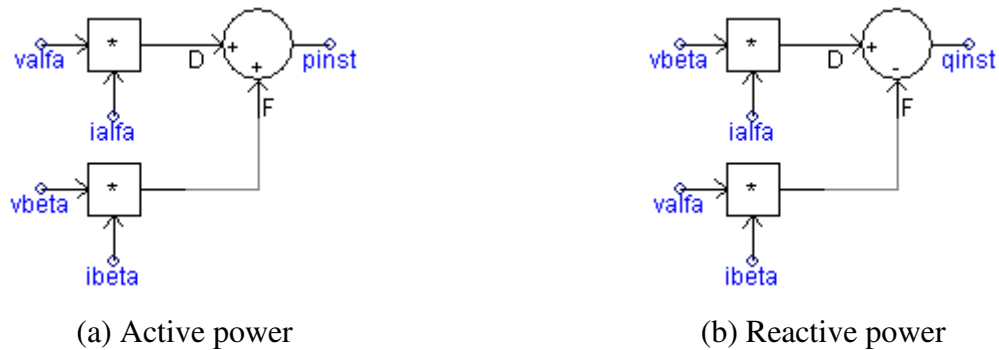 valfa
*
ialfa
D
+
+
pinst
F
vbeta
*
ibeta
(a) Active power
vbeta
*
ialfa
D
+
-
qinst
F
valfa
*
ibeta
(b) Reactive power